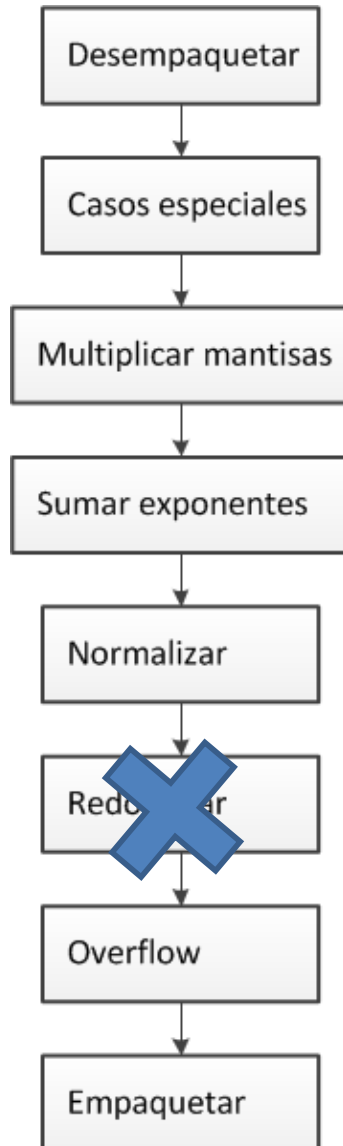 Desempaquetar
Casos especiales
Multiplicar mantisas
Sumar exponentes
Normalizar
Overflow
Empaquetar